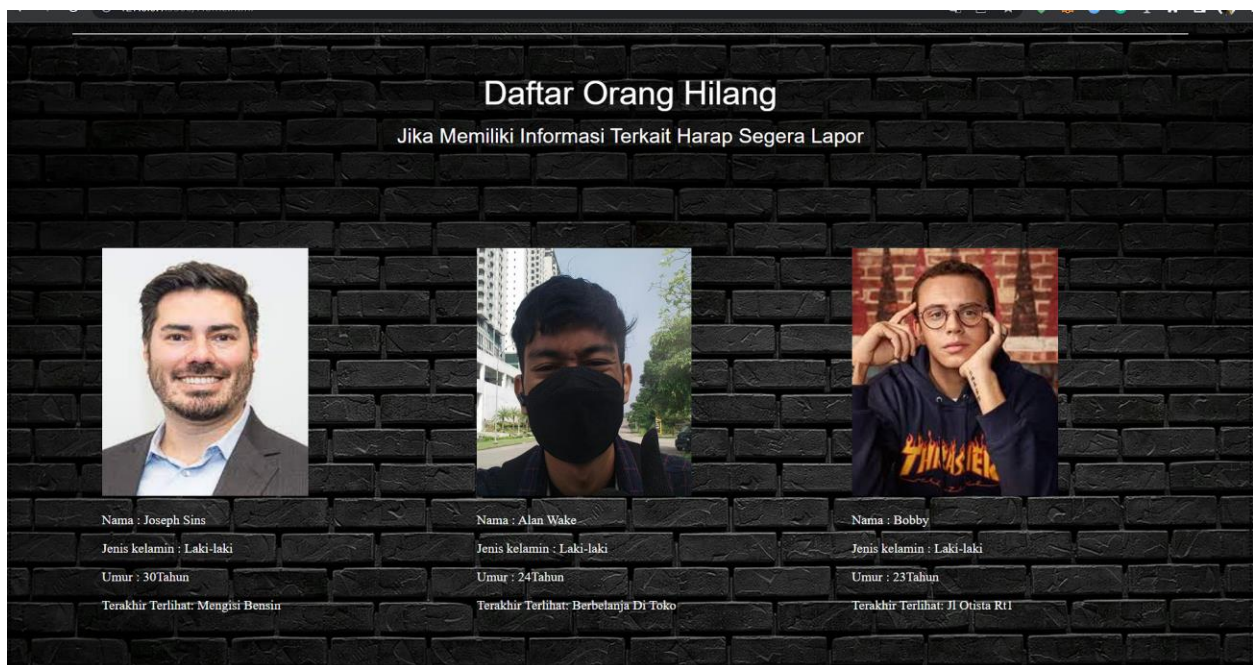 Daftar Orang Hilang
Jika Memiliki Informasi Terkait Harap Segera Lapor
Nama : Joseph Sins
Jenis kelamin : Laki-laki
Umur : 30Tahun
Terakhir Terlihat: Mengisi Bensin
Nama : Alan Wake
Jenis kelamin : Laki-laki
Umur : 24Tahun
Terakhir Terlihat: Berbelanja Di Toko
Nama : Bobby
Jenis kelamin : Laki-laki
Umur : 23Tahun
Terakhir Terlihat: Jl Otista Rt1